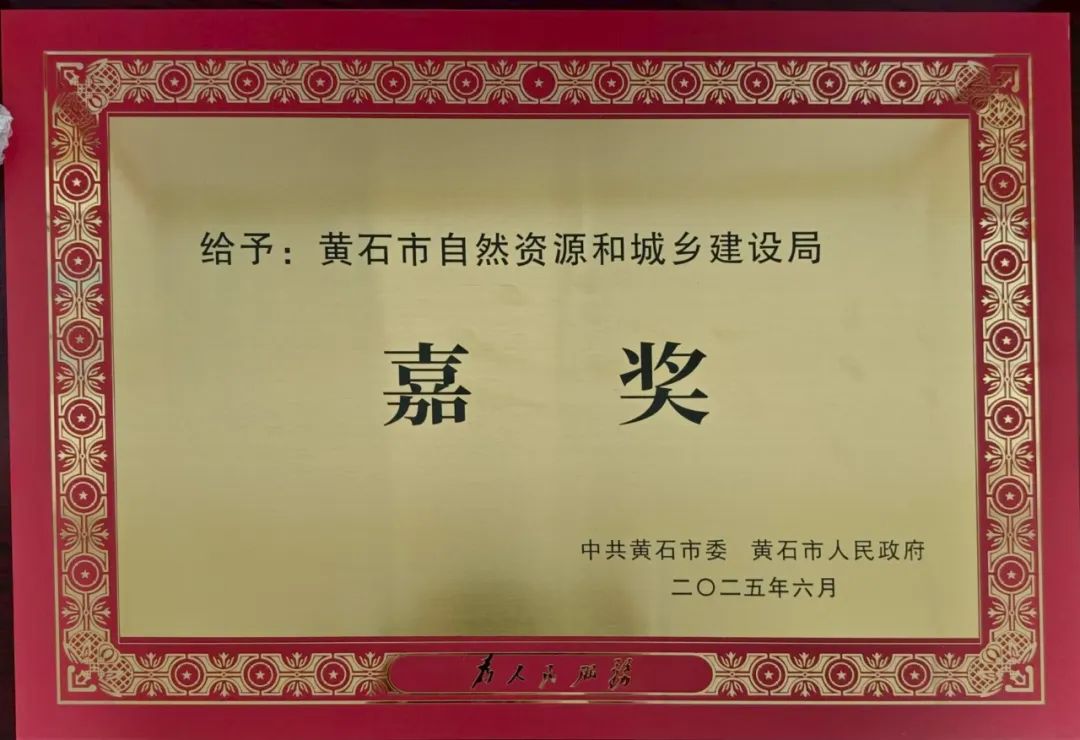 给予：黄石市自然资源和城乡建设局
嘉 奖
中共黄石市委 黄石市人民政府
二〇二五年六月
为人民服务